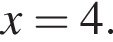 x = 4.